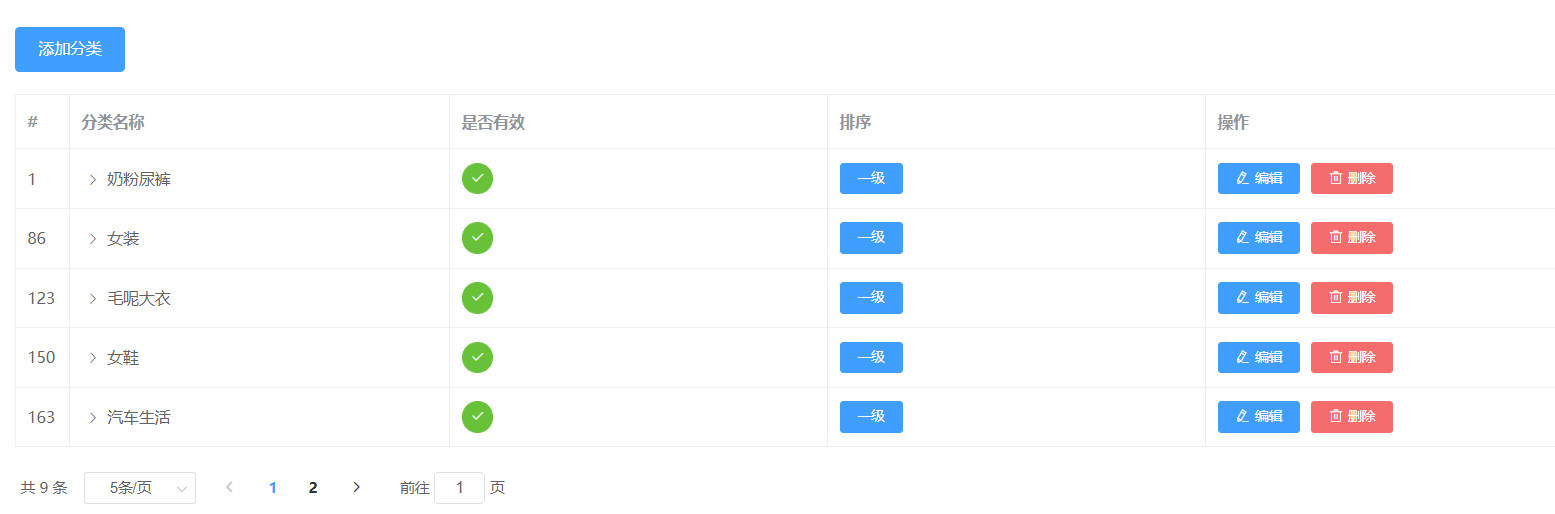 添加分类
# 分类名称 是否有效 排序 操作
1 奶粉尿裤 一级 编辑 删除
86 女装 一级 编辑 删除
123 毛呢大衣 一级 编辑 删除
150 女鞋 一级 编辑 删除
163 汽车生活 一级 编辑 删除
共 9 条 5条/页 1 2 前往 1 页